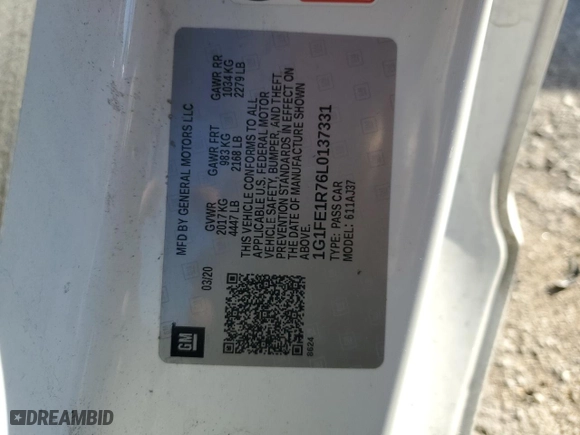 GM
03/20
MFD BY GENERAL MOTORS LLC
GVWR GAWR FRT GAWR RR
2017 KG 983 KG 1034 KG
4447 LB 2168 LB 2279 LB
THIS VEHICLE CONFORMS TO ALL
APPLICABLE U.S. FEDERAL MOTOR
VEHICLE SAFETY, BUMPER, AND THEFT
PREVENTION STANDARDS IN EFFECT ON
THE DATE OF MANUFACTURE SHOWN
ABOVE.
1G1FE1R76L0137331
TYPE: PASS CAR
MODEL: 611AJ37
B624
DREAMBID